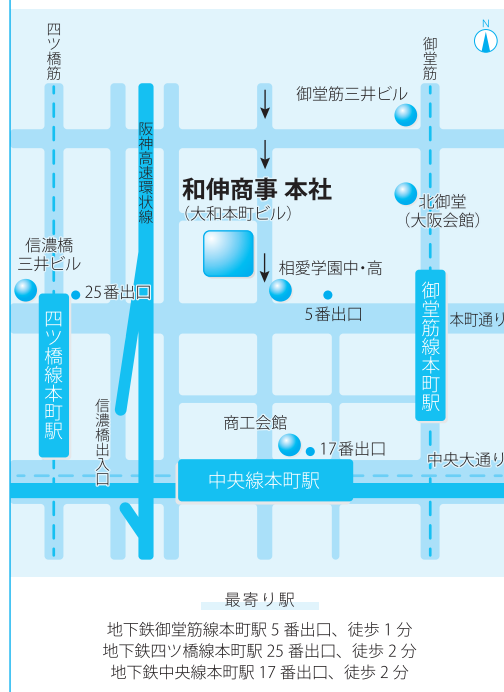 四ツ橋筋
御堂筋
N
御堂筋三井ビル
阪神高速環状線
和伸商事 本社
（大和本町ビル）
北御堂
（大阪会館）
信濃橋
三井ビル
相愛学園中・高
25番出口
5番出口
四ツ橋線本町駅
御堂筋線本町駅
本町通り
信濃橋出入口
商工会館
17番出口
中央大通り
中央線本町駅
最寄り駅
地下鉄御堂筋線本町駅 5 番出口、徒歩 1 分
地下鉄四ツ橋線本町駅 25 番出口、徒歩 2 分
地下鉄中央線本町駅 17 番出口、徒歩 2 分